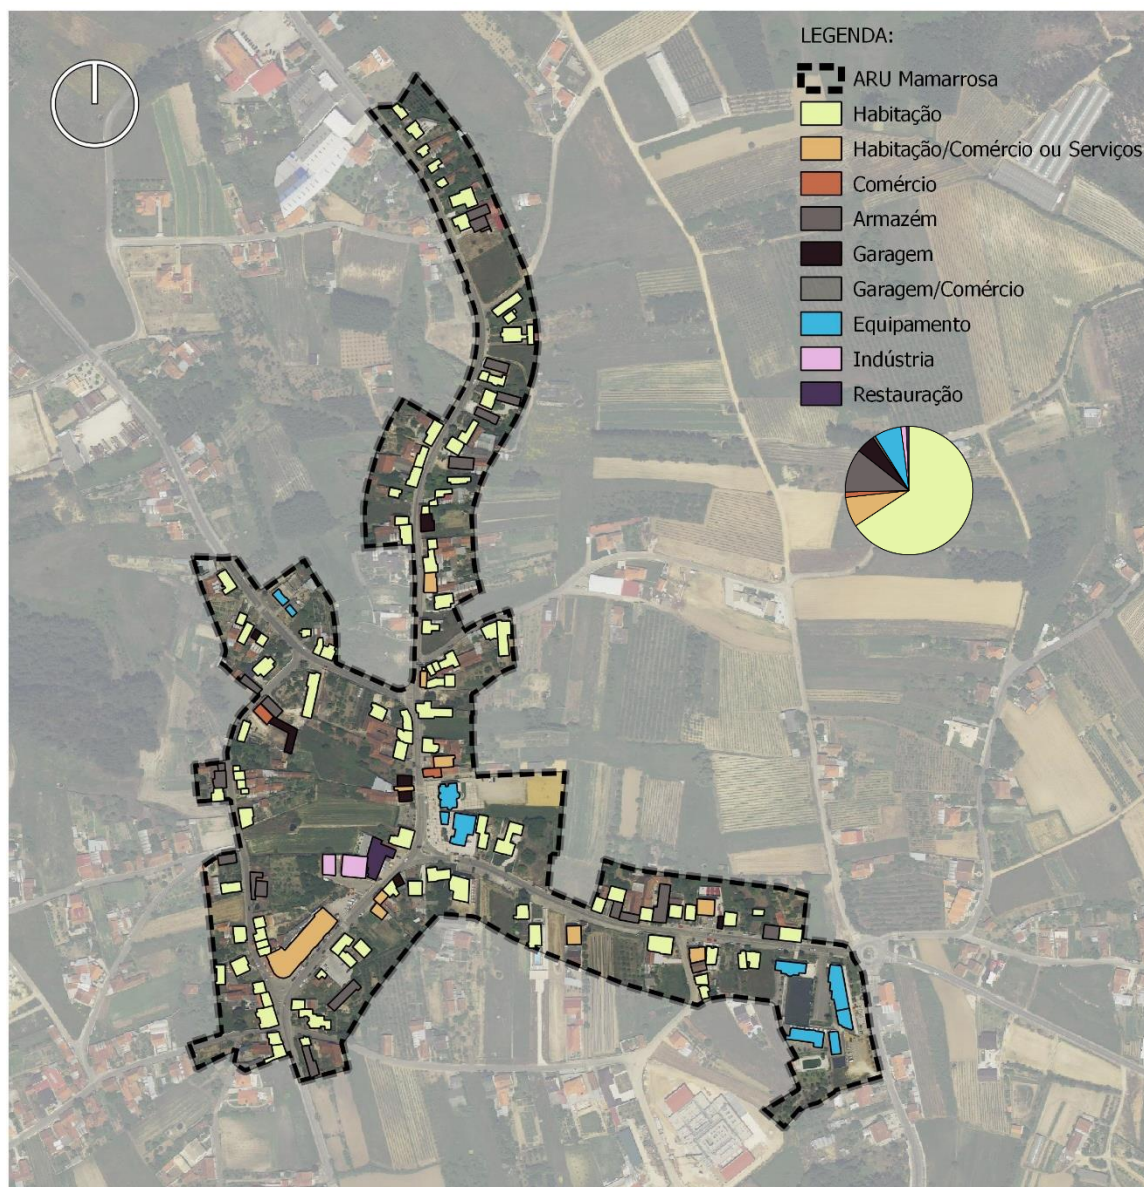 LEGENDA:
ARU Mamarrosa
Habitação
Habitação/Comércio ou Serviços
Comércio
Armazém
Garagem
Garagem/Comércio
Equipamento
Indústria
Restauração